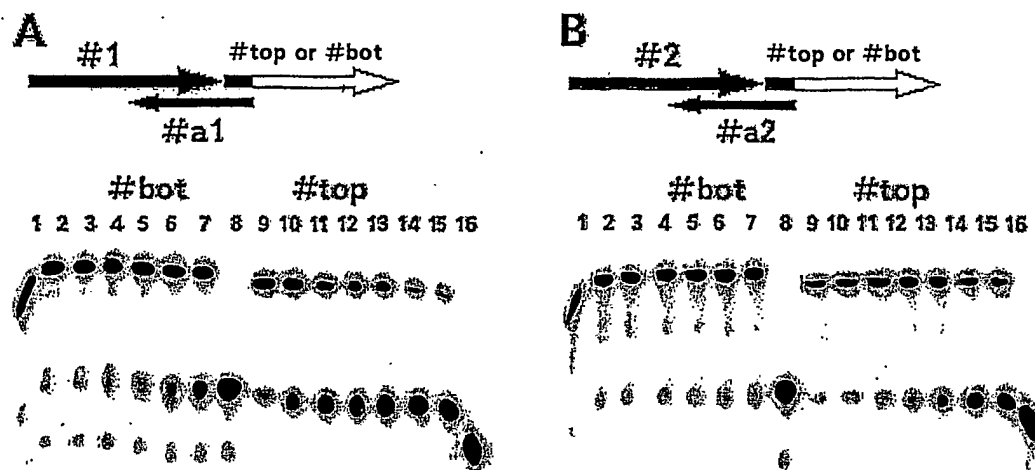 A
#1 #top or #bot
#a1
#bot #top
1 2 3 4 5 6 7 8 9 10 11 12 13 14 15 16
B
#2 #top or #bot
#a2
#bot #top
1 2 3 4 5 6 7 8 9 10 11 12 13 14 15 16